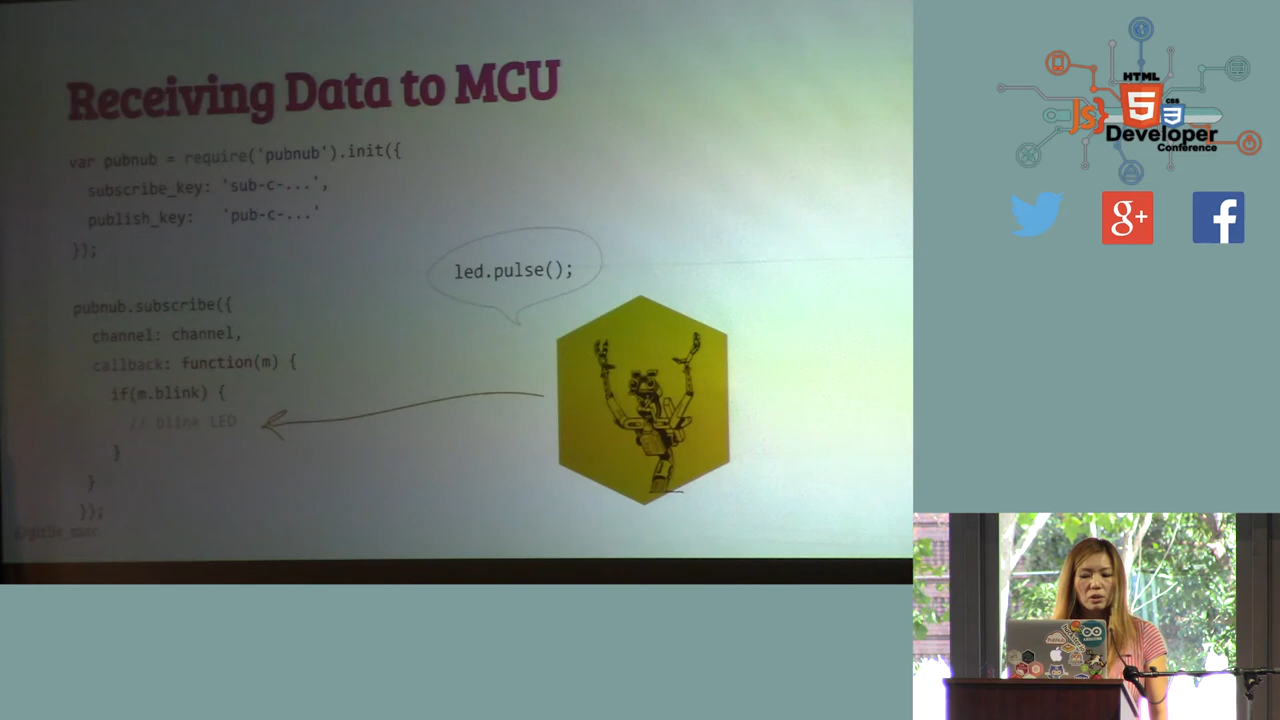 Receiving Data to MCU
var pubnub = require('pubnub').init({
subscribe_key: 'sub-c-...',
publish_key: 'pub-c-...'
});
pubnub.subscribe({
channel: channel,
callback: function(m) {
if(m.blink) {
// blink LED
}
}
});
led.pulse();
HTML
5
JS}
CSS
3
Developer
Conference
g+
f
ARDUINO